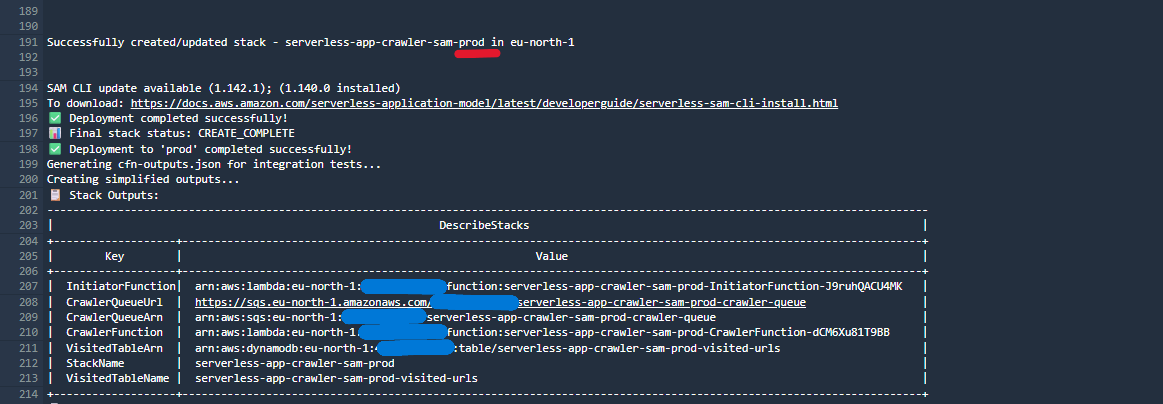 189
190
191 Successfully created/updated stack - serverless-app-crawler-sam-prod in eu-north-1
192
193
194 SAM CLI update available (1.142.1); (1.140.0 installed)
195 To download: https://docs.aws.amazon.com/serverless-application-model/latest/developerguide/serverless-sam-cli-install.html
196 ✅ Deployment completed successfully!
197 📊 Final stack status: CREATE_COMPLETE
198 ✅ Deployment to 'prod' completed successfully!
199 Generating cfn-outputs.json for integration tests...
200 Creating simplified outputs...
201 📋 Stack Outputs:
202 ---
203 | DescribeStacks |
204 +---+---+
205 | Key | Value |
206 +---+---+
207 | InitiatorFunction| arn:aws:lambda:eu-north-1: function:serverless-app-crawler-sam-prod-InitiatorFunction-J9ruhQACU4MK |
208 | CrawlerQueueUrl | https://sqs.eu-north-1.amazonaws.com/ serverless-app-crawler-sam-prod-crawler-queue |
209 | CrawlerQueueArn | arn:aws:sqs:eu-north-1: serverless-app-crawler-sam-prod-crawler-queue |
210 | CrawlerFunction | arn:aws:lambda:eu-north-1: function:serverless-app-crawler-sam-prod-CrawlerFunction-dCM6Xu81T9BB |
211 | VisitedTableArn | arn:aws:dynamodb:eu-north-1: :table/serverless-app-crawler-sam-prod-visited-urls |
212 | StackName | serverless-app-crawler-sam-prod |
213 | VisitedTableName | serverless-app-crawler-sam-prod-visited-urls |
214 +---+---+